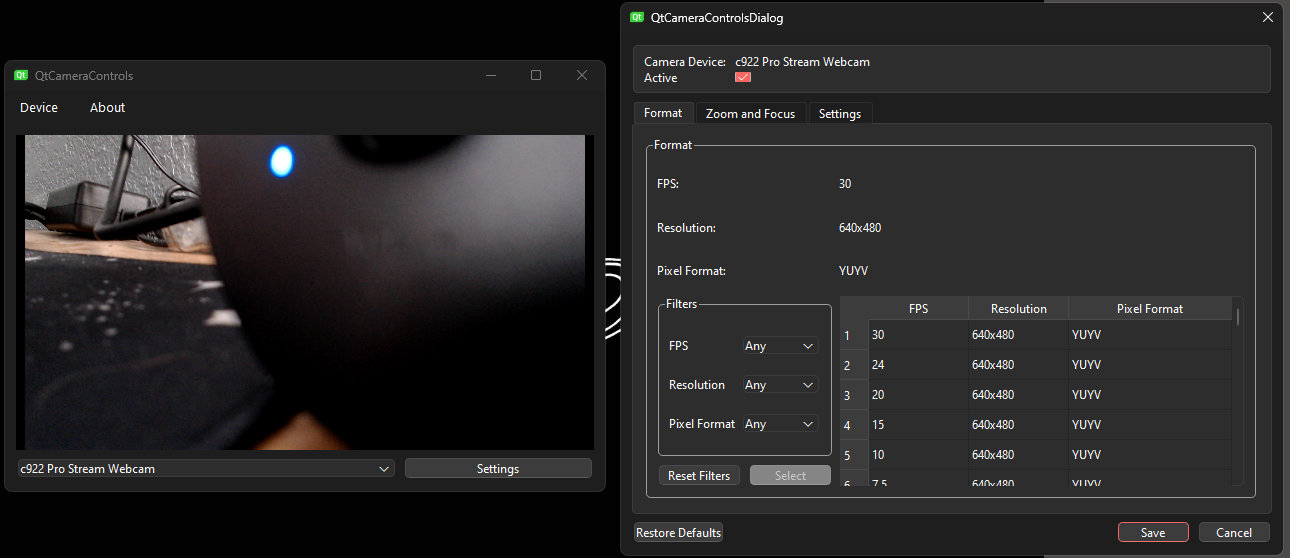 Qt QtCameraControls
Device About
c922 Pro Stream Webcam
Settings
Qt QtCameraControlsDialog
Camera Device: c922 Pro Stream Webcam
Active
Format Zoom and Focus Settings
Format
FPS: 30
Resolution: 640x480
Pixel Format: YUYV
Filters
FPS Any
Resolution Any
Pixel Format Any
Reset Filters Select
FPS Resolution Pixel Format
1 30 640x480 YUYV
2 24 640x480 YUYV
3 20 640x480 YUYV
4 15 640x480 YUYV
5 10 640x480 YUYV
6 7.5 640x480 YUYV
Restore Defaults Save Cancel